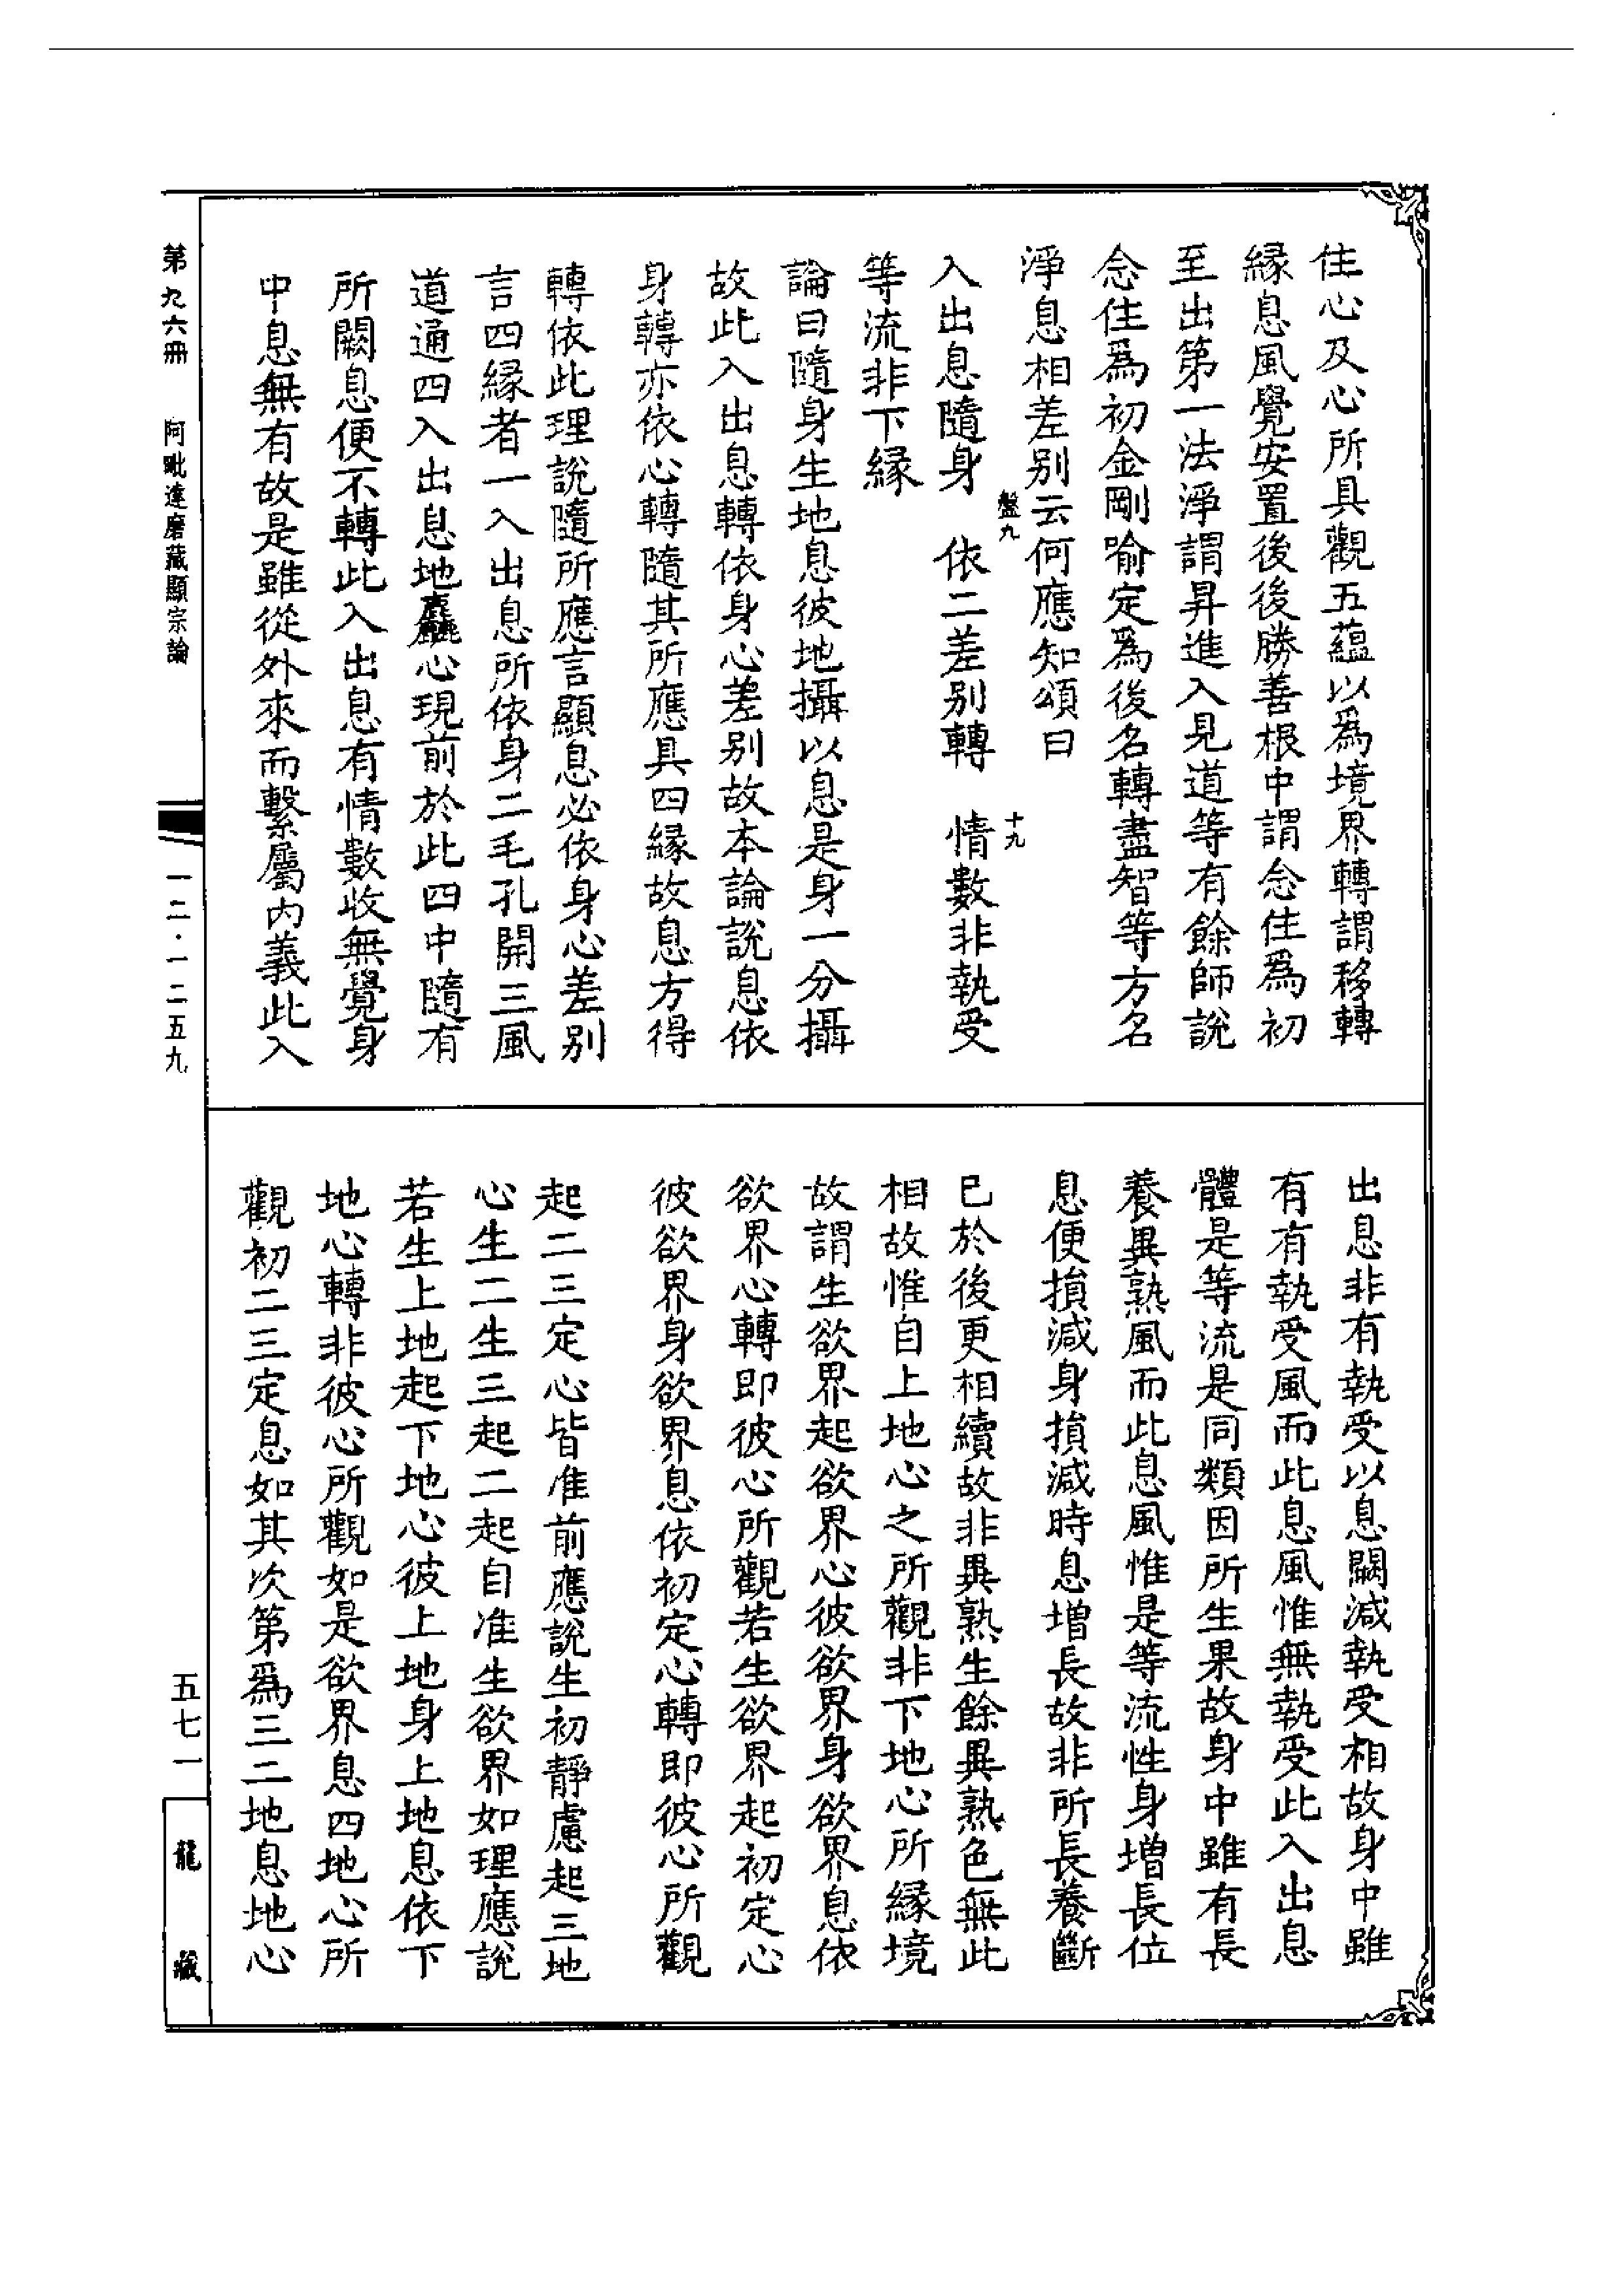 住心及心所具觀五蘊以爲境界轉謂移轉
緣息風覺安置後後勝善根中謂念住爲初
至出第一法淨謂昇進入見道等有餘師說
念住爲初金剛喻定爲後名轉盡智等方名
淨息相差別云何應知頌曰
盤九
十九
入出息隨身　依二差別轉　情數非執受
等流非下緣
論曰隨身生地息彼地攝以息是身一分攝
故此入出息轉依身心差別故本論說息依
身轉亦依心轉隨其所應具四緣故息方得
轉依此理說隨所應言顯息必依身心差別
言四緣者一入出息所依身二毛孔開三風
道通四入出息地麤心現前於此四中隨有
所闕息便不轉此入出息有情數收無覺身
中息無有故是雖從外來而繫屬内義此入
出息非有執受以息闕減執受相故身中雖
有有執受風而此息風惟無執受此入出息
體是等流是同類因所生果故身中雖有長
養異熟風而此息風惟是等流性身增長位
息便損減身損減時息增長故非所長養斷
已於後更相續故非異熟生餘異熟色無此
相故惟自上地心之所觀非下地心所緣境
故謂生欲界起欲界心彼欲界身欲界息依
欲界心轉即彼心所觀若生欲界起初定心
彼欲界身欲界息依初定心轉即彼心所觀
起二三定心皆准前應說生初靜慮起三地
心生二生三起二起自准生欲界如理應說
若生上地起下地心彼上地身上地息依下
地心轉非彼心所觀如是欲界息四地心所
觀初二三定息如其次第爲三二地息地心
第九六冊　阿毗達磨藏顯宗論
一二·一二五九
五七一
龍藏